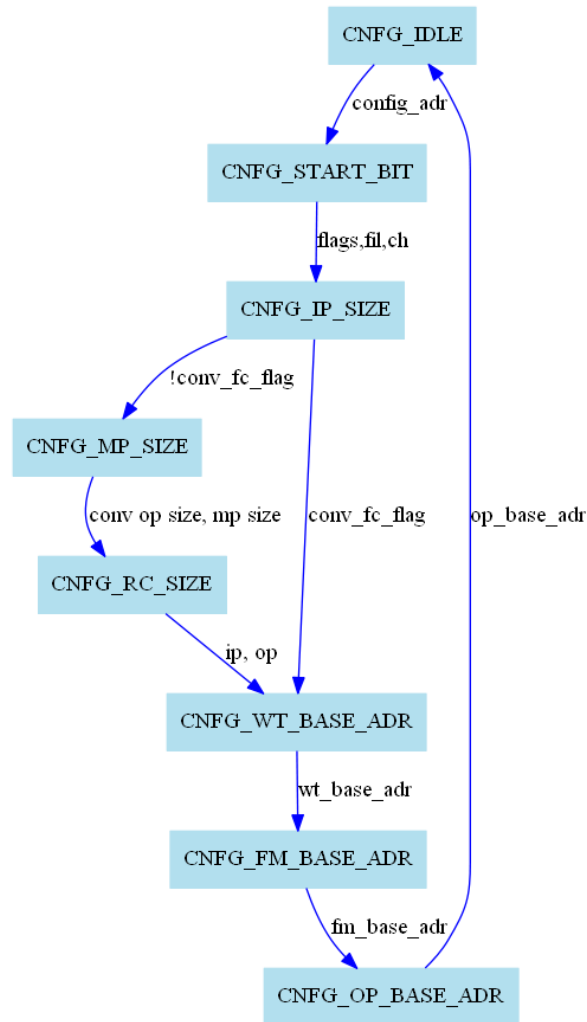 CNFG_IDLE
config_adr
CNFG_START_BIT
flags,fil,ch
CNFG_IP_SIZE
!conv_fc_flag
CNFG_MP_SIZE
conv op size, mp size
conv_fc_flag
op_base_adr
CNFG_RC_SIZE
ip, op
CNFG_WT_BASE_ADR
wt_base_adr
CNFG_FM_BASE_ADR
fm_base_adr
CNFG_OP_BASE_ADR